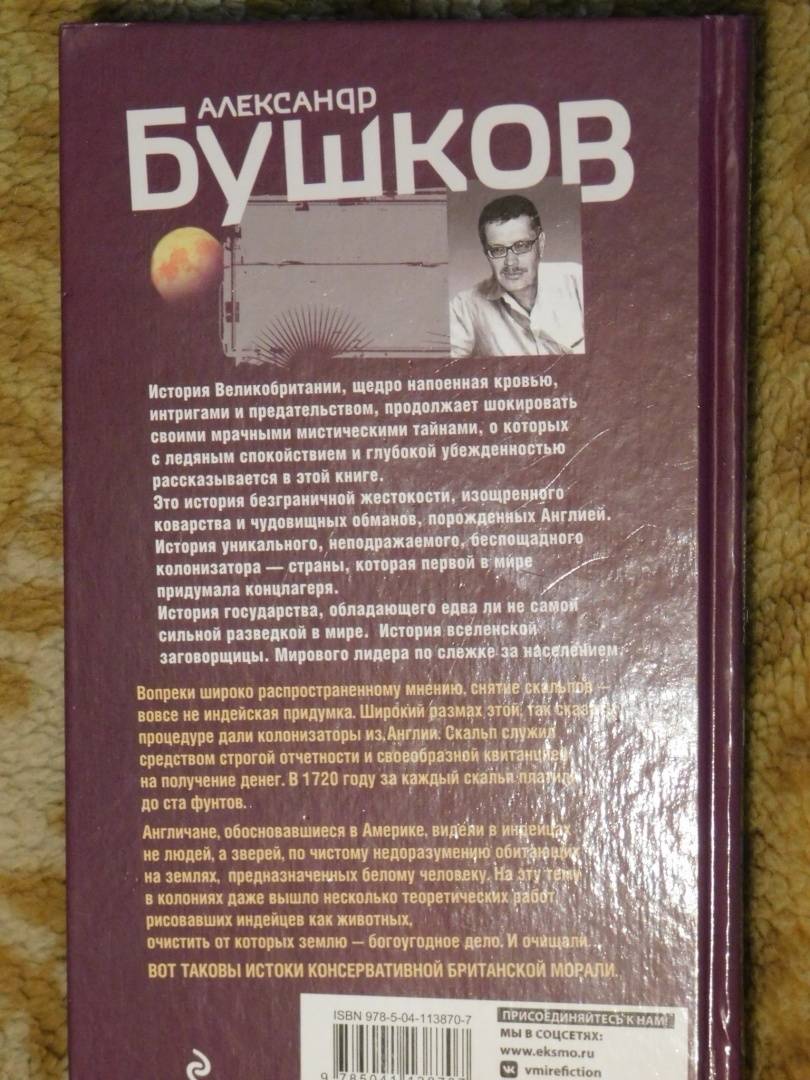 АЛЕКСАНДР
БУШКОВ
История Великобритании, щедро напоенная кровью,
интригами и предательством, продолжает шокировать
своими мрачными мистическими тайнами, о которых
с ледяным спокойствием и глубокой убежденностью
рассказывается в этой книге.
Это история безграничной жестокости, изощренного
коварства и чудовищных обманов, порожденных Англией.
История уникального, неподражаемого, беспощадного
колонизатора — страны, которая первой в мире
придумала концлагеря.
История государства, обладающего едва ли не самой
сильной разведкой в мире. История вселенской
заговорщицы. Мирового лидера по слежке за населением.
Вопреки широко распространенному мнению, снятие скальпов —
вовсе не индейская придумка. Широкий размах этой, так
процедуре дали колонизаторы из Англии. Скальп служил
средством строгой отчетности и своеобразной квитанцией
на получение денег. В 1720 году за каждый скальп платили
до ста фунтов.
Англичане, обосновавшиеся в Америке, видели в индейцах
не людей, а зверей, по чистому недоразумению обитающих
на землях, предназначенных белому человеку. На эту тему
в колониях даже вышло несколько теоретических работ,
рисовавших индейцев как животных,
очистить от которых землю — богоугодное дело. И очищали...
ВОТ ТАКОВЫ ИСТОКИ КОНСЕРВАТИВНОЙ БРИТАНСКОЙ МОРАЛИ.
ISBN 978-5-04-113870-7
ПРИСОЕДИНЯЙТЕСЬ К НАМ!
МЫ В СОЦСЕТЯХ:
www.eksmo.ru
vmirefiction